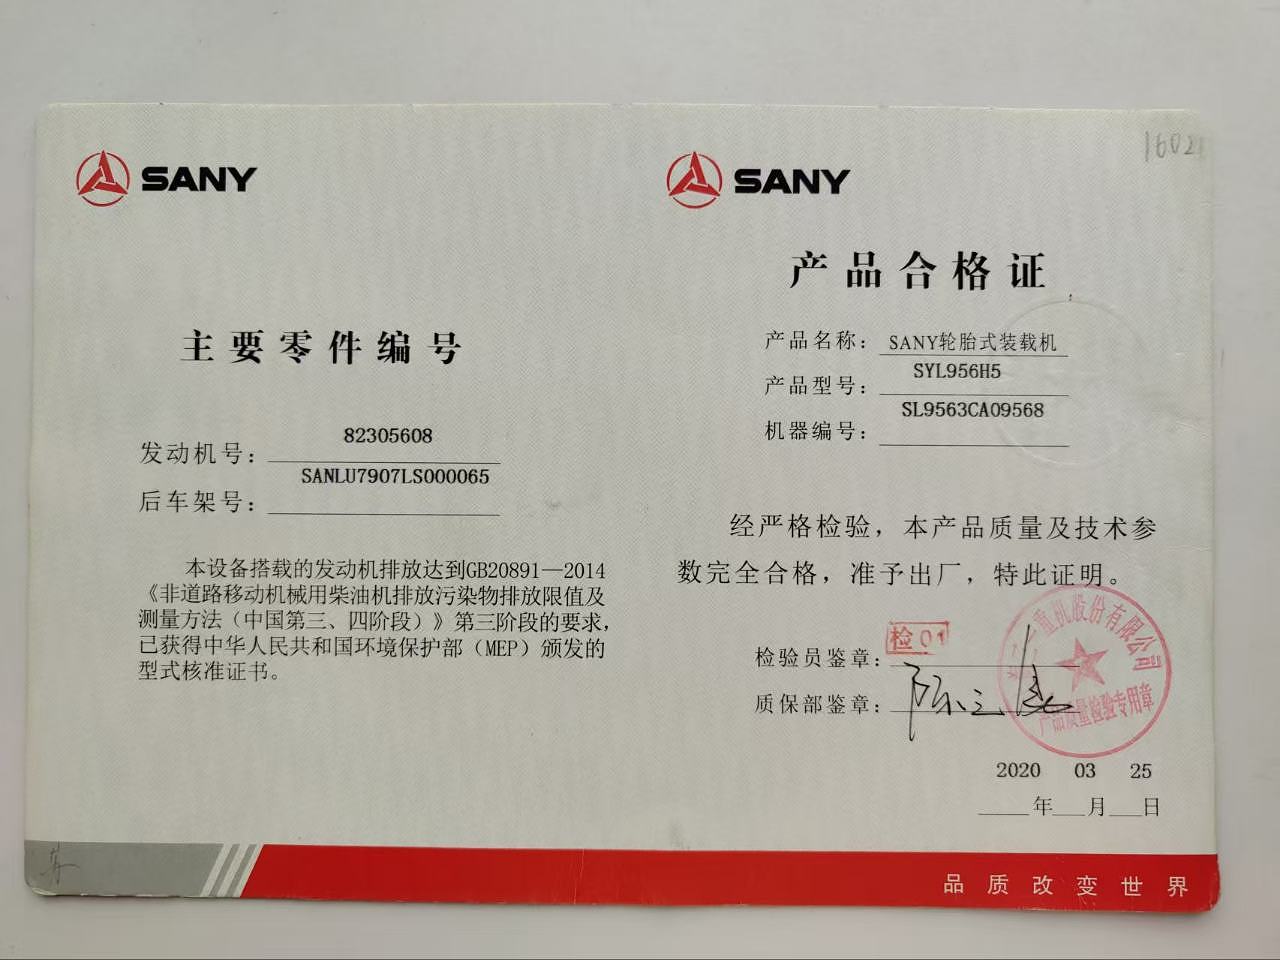 SANY
主要零件编号
发动机号：82305608
后车架号：SANLU7907LS000065
本设备搭载的发动机排放达到GB20891—2014
《非道路移动机械用柴油机排放污染物排放限值及
测量方法（中国第三、四阶段）》第三阶段的要求，
已获得中华人民共和国环境保护部（MEP）颁发的
型式核准证书。
SANY
1602
产品合格证
产品名称：SANY轮胎式装载机
产品型号：SYL956H5
机器编号：SL9563CA09568
经严格检验，本产品质量及技术参
数完全合格，准予出厂，特此证明。
检验员鉴章：检01
质保部鉴章：
重机股份有限公司
产品质量检验专用章
2020 03 25
年 月 日
品质改变世界